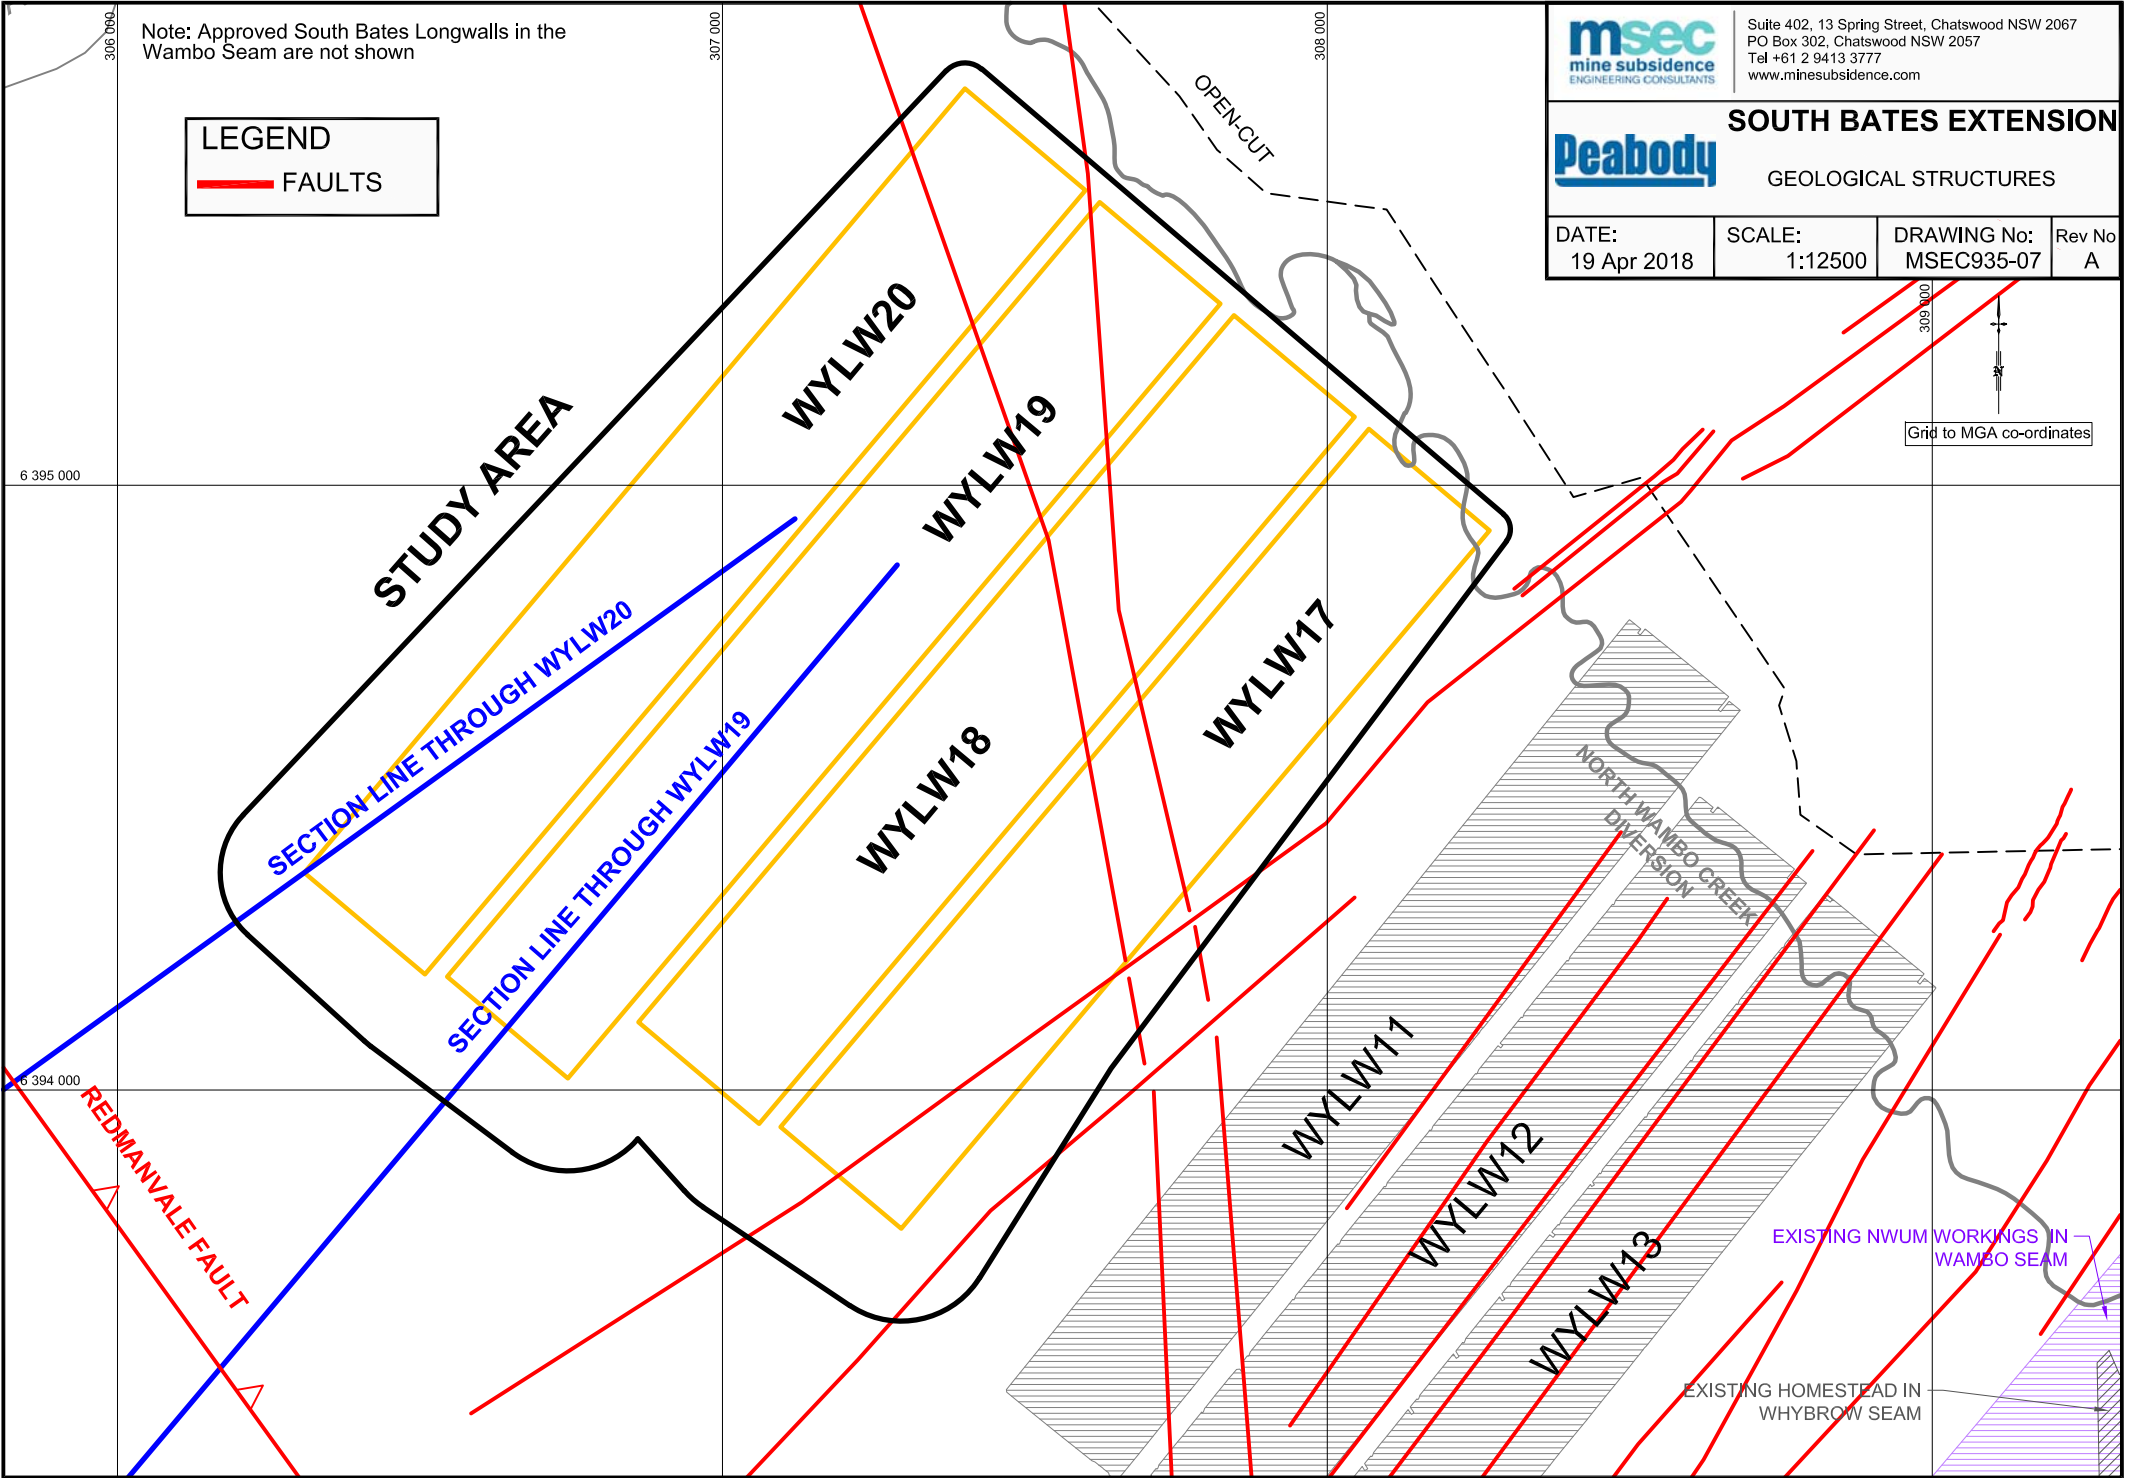 306 000
307 000
308 000
Note: Approved South Bates Longwalls in the
Wambo Seam are not shown
LEGEND
FAULTS
msec
mine subsidence
ENGINEERING CONSULTANTS
Suite 402, 13 Spring Street, Chatswood NSW 2067
PO Box 302, Chatswood NSW 2057
Tel +61 2 9413 3777
www.minesubsidence.com
Peabody
SOUTH BATES EXTENSION
GEOLOGICAL STRUCTURES
DATE:
19 Apr 2018
SCALE:
1:12500
DRAWING No:
MSEC935-07
Rev No
A
OPEN-CUT
309 000
N
Grid to MGA co-ordinates
6 395 000
STUDY AREA
WYLW20
WYLW19
WYLW18
WYLW17
SECTION LINE THROUGH WYLW20
SECTION LINE THROUGH WYLW19
NORTH WAMBO CREEK
DIVERSION
6 394 000
REDMANVALE FAULT
WYLW11
WYLW12
WYLW13
EXISTING NWUM WORKINGS IN
WAMBO SEAM
EXISTING HOMESTEAD IN
WHYBROW SEAM